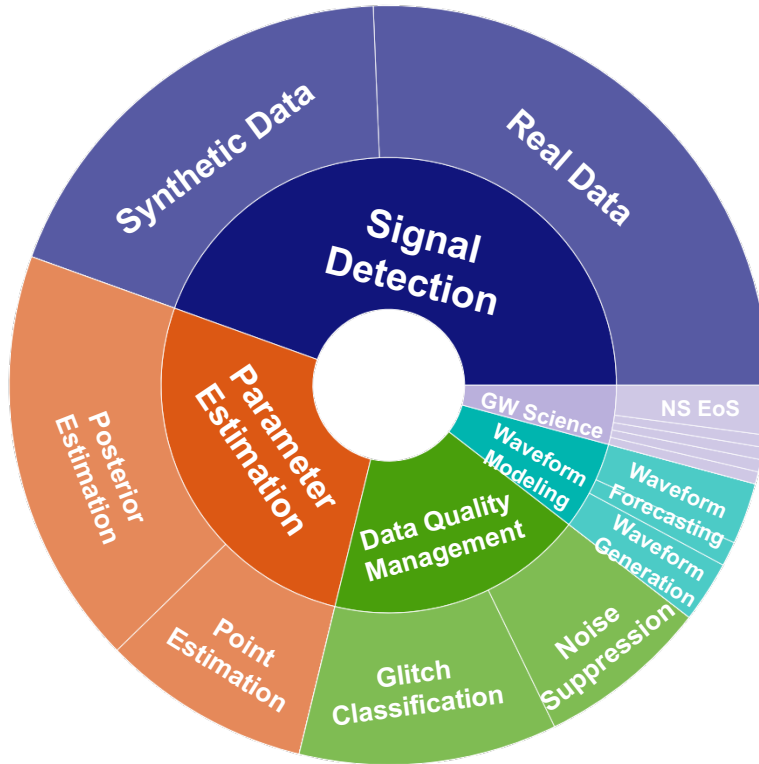 Synthetic Data
Real Data
Signal
Detection
Parameter
Estimation
GW Science
NS EoS
Waveform
Modeling
Waveform
Forecasting
Waveform
Generation
Posterior
Estimation
Data Quality
Management
Point
Estimation
Glitch
Classification
Noise
Suppression